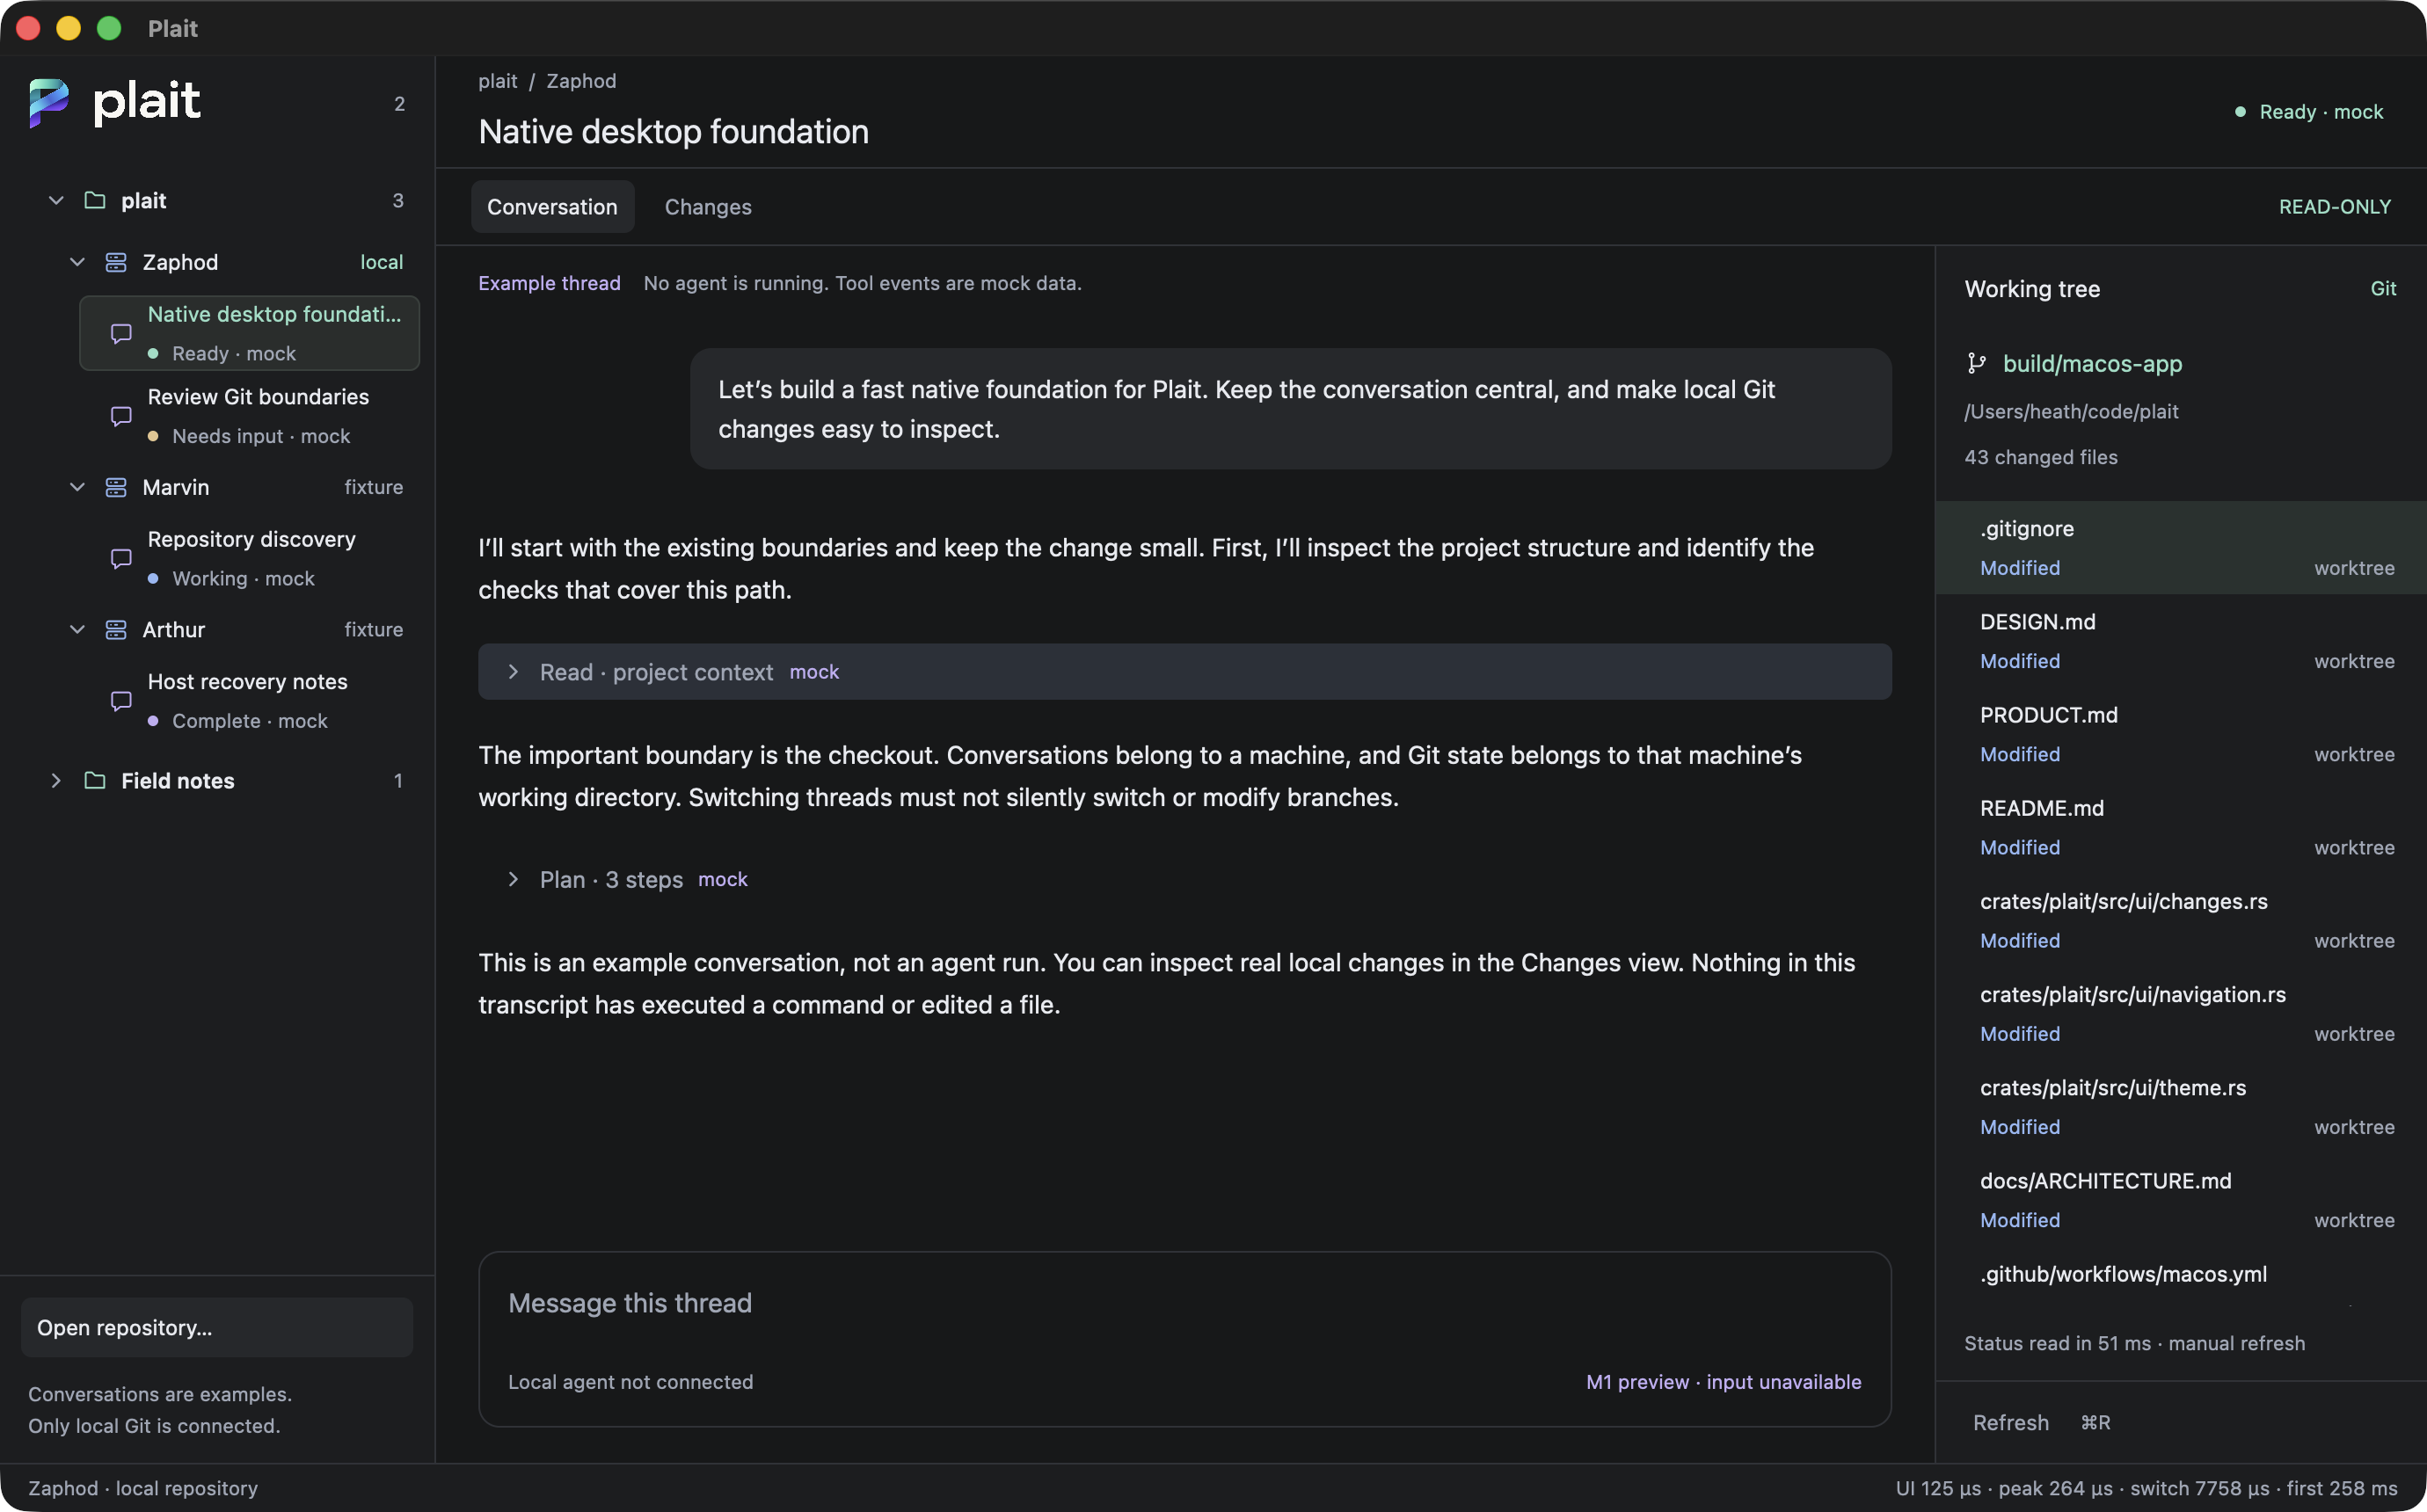 Plait
plait
2
plait
3
Zaphod
local
Native desktop foundati...
Ready · mock
Review Git boundaries
Needs input · mock
Marvin
fixture
Repository discovery
Working · mock
Arthur
fixture
Host recovery notes
Complete · mock
Field notes
1
Open repository...
Conversations are examples.
Only local Git is connected.
plait / Zaphod
Native desktop foundation
Ready · mock
Conversation
Changes
READ-ONLY
Example thread
No agent is running. Tool events are mock data.
Let’s build a fast native foundation for Plait. Keep the conversation central, and make local Git
changes easy to inspect.
I’ll start with the existing boundaries and keep the change small. First, I’ll inspect the project structure and identify the
checks that cover this path.
Read · project context mock
The important boundary is the checkout. Conversations belong to a machine, and Git state belongs to that machine’s
working directory. Switching threads must not silently switch or modify branches.
Plan · 3 steps mock
This is an example conversation, not an agent run. You can inspect real local changes in the Changes view. Nothing in this
transcript has executed a command or edited a file.
Message this thread
Local agent not connected
M1 preview · input unavailable
Working tree
Git
build/macos-app
/Users/heath/code/plait
43 changed files
.gitignore
Modified
worktree
DESIGN.md
Modified
worktree
PRODUCT.md
Modified
worktree
README.md
Modified
worktree
crates/plait/src/ui/changes.rs
Modified
worktree
crates/plait/src/ui/navigation.rs
Modified
worktree
crates/plait/src/ui/theme.rs
Modified
worktree
docs/ARCHITECTURE.md
Modified
worktree
.github/workflows/macos.yml
Status read in 51 ms · manual refresh
Refresh ⌘R
Zaphod · local repository
UI 125 µs · peak 264 µs · switch 7758 µs · first 258 ms